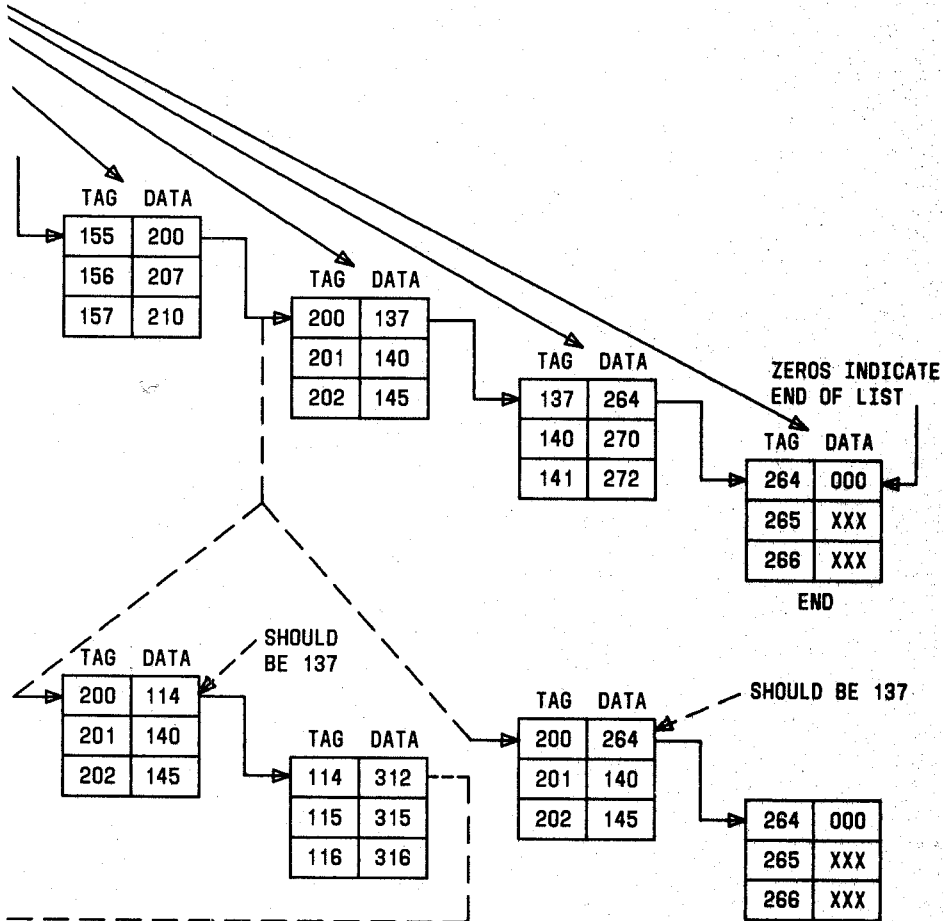 TAG DATA
155 200
156 207
157 210
TAG DATA
200 137
201 140
202 145
TAG DATA
137 264
140 270
141 272
ZEROS INDICATE
END OF LIST
TAG DATA
264 000
265 XXX
266 XXX
END
SHOULD
BE 137
TAG DATA
200 114
201 140
202 145
TAG DATA
114 312
115 315
116 316
SHOULD BE 137
TAG DATA
200 264
201 140
202 145
264 000
265 XXX
266 XXX